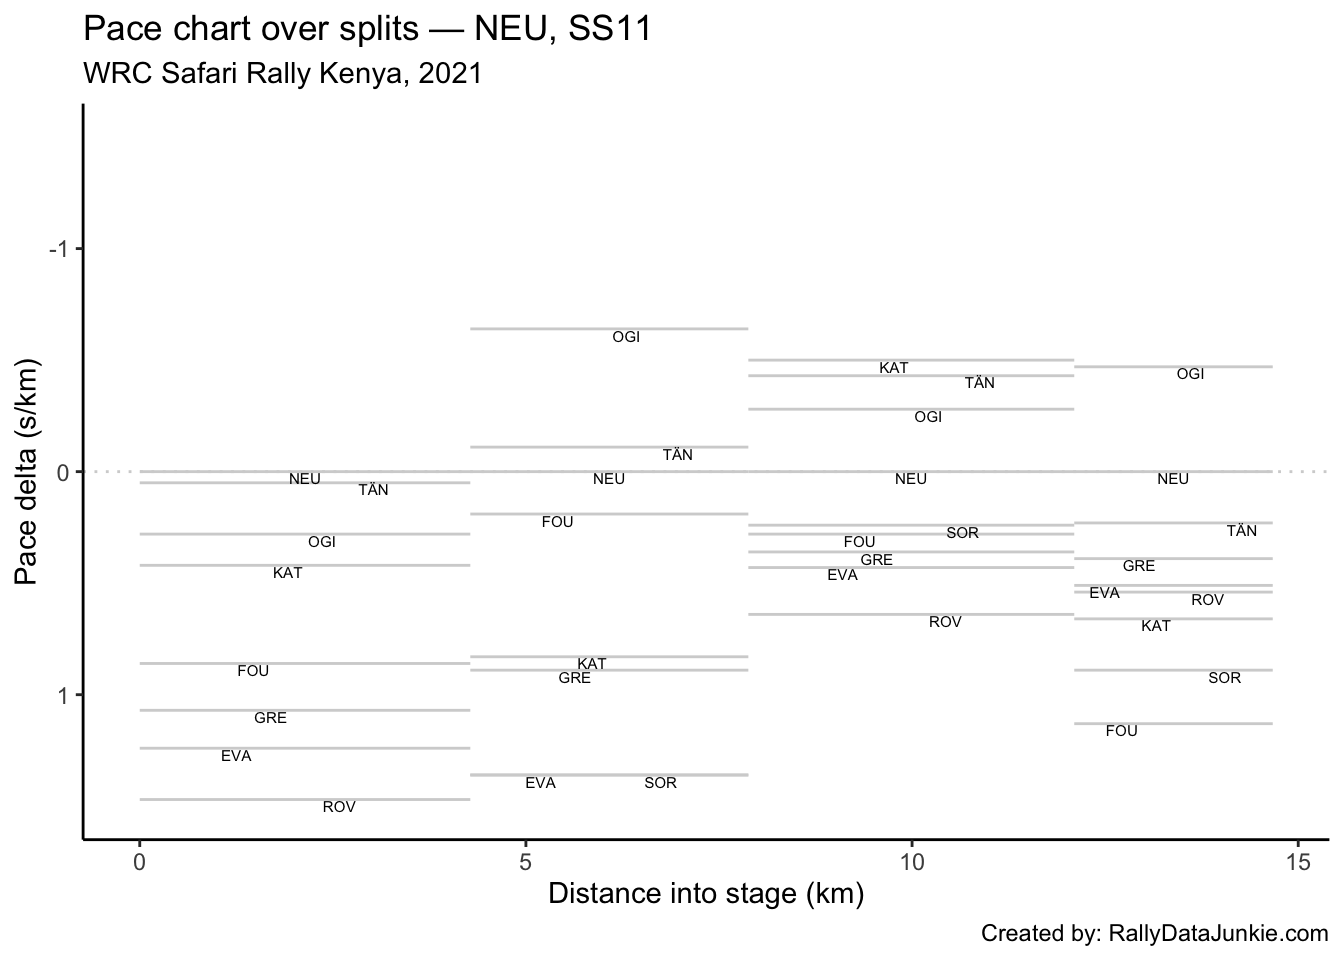 Pace chart over splits — NEU, SS11
WRC Safari Rally Kenya, 2021
Pace delta (s/km)
-1
0
1
NEU
TÄN
OGI
KAT
FOU
GRE
EVA
ROV
OGI
TÄN
NEU
FOU
KAT
GRE
EVA
SOR
KAT
TÄN
OGI
NEU
SOR
FOU
GRE
EVA
ROV
OGI
NEU
TÄN
GRE
EVA
ROV
KAT
SOR
FOU
0
5
10
15
Distance into stage (km)
Created by: RallyDataJunkie.com